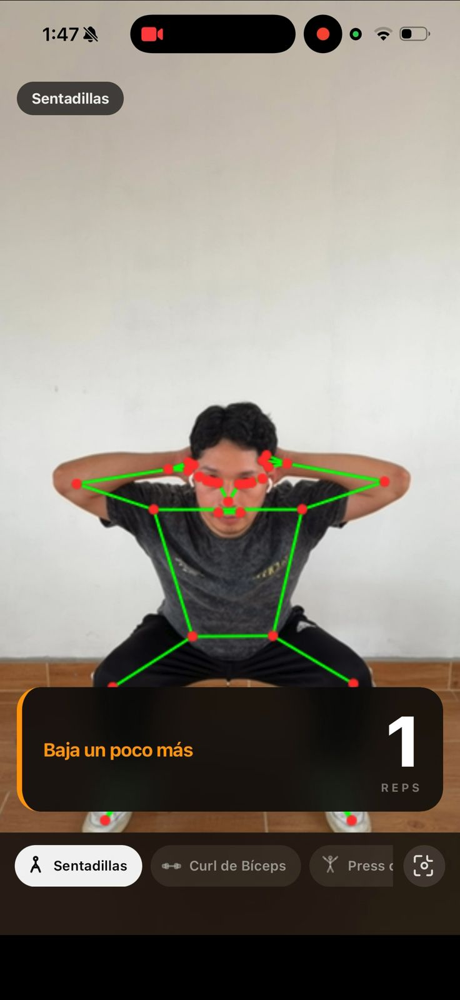 1:47
Sentadillas
Baja un poco más
1
REPS
Sentadillas
Curl de Bíceps
Press d